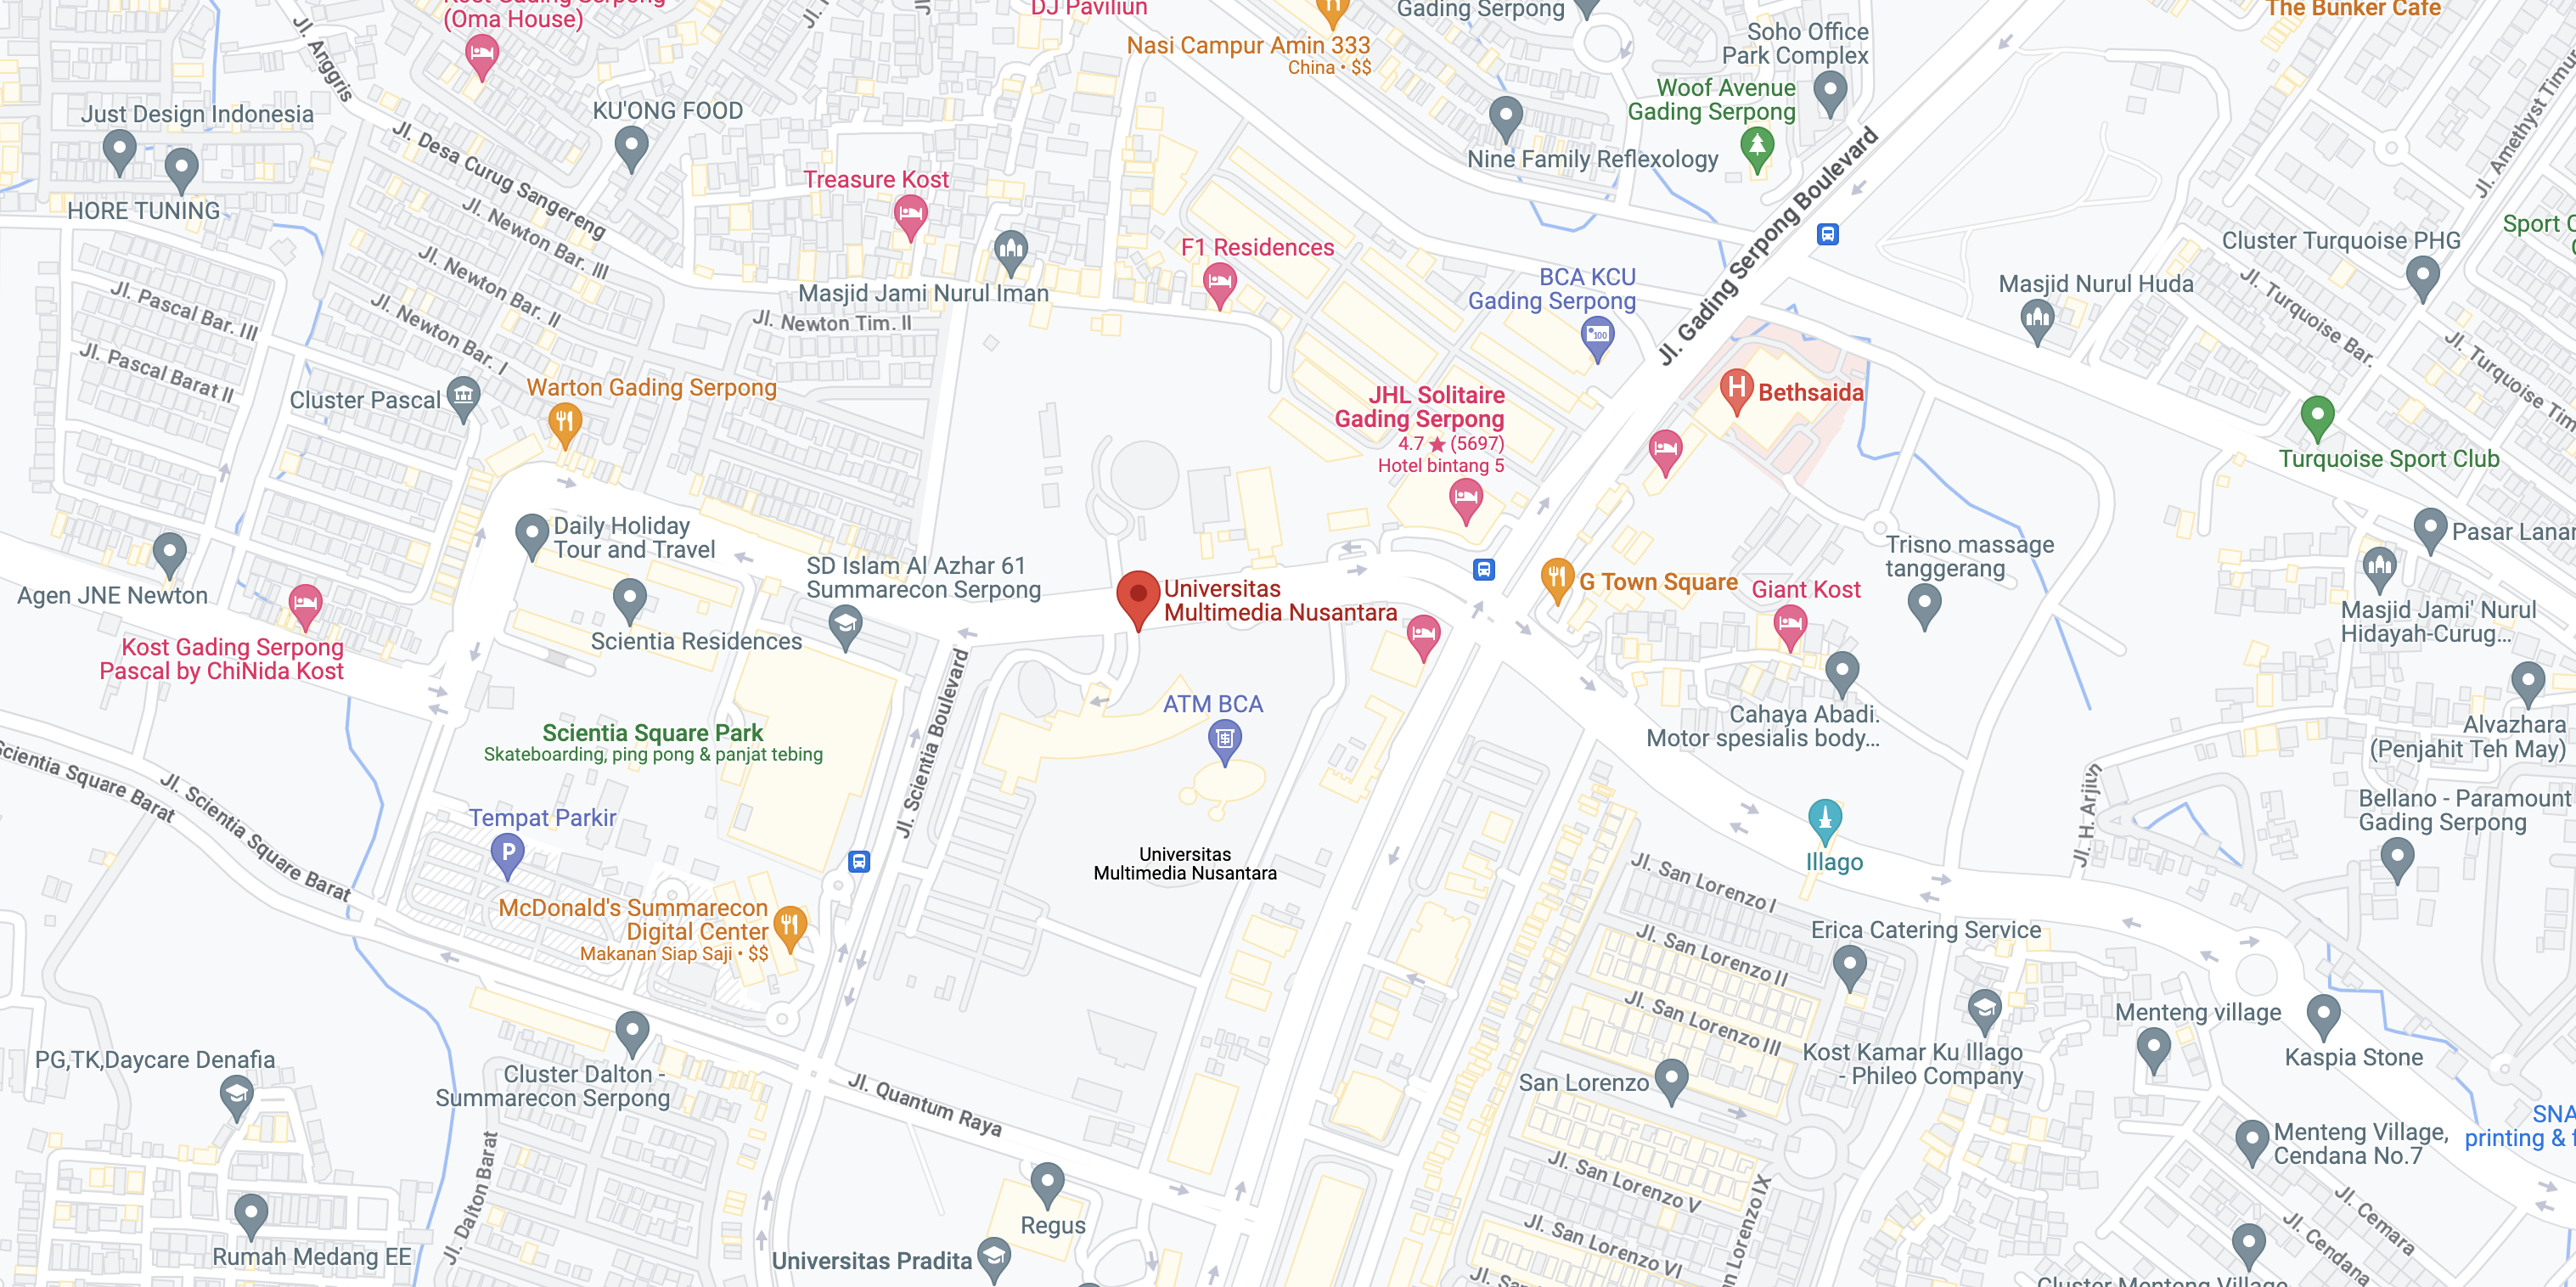 Kost Gading Serpong
(Oma House)
DJ Paviliun
Nasi Campur Amin 333
China • $$
Gading Serpong
Soho Office
Park Complex
The Bunker Cafe
Woof Avenue
Gading Serpong
Nine Family Reflexology
Jl. Anggris
Just Design Indonesia
KU'ONG FOOD
HORE TUNING
Jl. Desa Curug Sangereng
Jl. Newton Bar. III
Jl. Newton Bar. II
Jl. Newton Bar. I
Treasure Kost
Masjid Jami Nurul Iman
Jl. Newton Tim. II
F1 Residences
BCA KCU
Gading Serpong
Jl. Gading Serpong Boulevard
Jl. Amethyst Timur
Cluster Turquoise PHG
Sport C
Masjid Nurul Huda
Jl. Turquoise Bar.
Jl. Turquoise Tim
Jl. Pascal Bar. III
Jl. Pascal Barat II
Cluster Pascal
Warton Gading Serpong
JHL Solitaire
Gading Serpong
4.7 ★ (5697)
Hotel bintang 5
Bethsaida
Turquoise Sport Club
Daily Holiday
Tour and Travel
Scientia Residences
SD Islam Al Azhar 61
Summarecon Serpong
Universitas
Multimedia Nusantara
G Town Square
Giant Kost
Trisno massage
tanggerang
Pasar Lanan
Masjid Jami' Nurul
Hidayah-Curug...
Agen JNE Newton
Kost Gading Serpong
Pascal by ChiNida Kost
Scientia Square Park
Skateboarding, ping pong & panjat tebing
Jl. Scientia Boulevard
ATM BCA
Cahaya Abadi.
Motor spesialis body...
Alvazhara
(Penjahit Teh May)
cientia Square Barat
Jl. Scientia Square Barat
Tempat Parkir
P
Universitas
Multimedia Nusantara
Illago
Jl. H. Arjun
Bellano - Paramount
Gading Serpong
McDonald's Summarecon
Digital Center
Makanan Siap Saji • $$
Jl. San Lorenzo I
Jl. San Lorenzo II
Jl. San Lorenzo III
Erica Catering Service
Kost Kamar Ku Illago
- Phileo Company
Menteng village
Kaspia Stone
PG,TK,Daycare Denafia
Cluster Dalton -
Summarecon Serpong
Jl. Quantum Raya
San Lorenzo
SNA
printing & f
Menteng Village,
Cendana No.7
Jl. Dalton Barat
Rumah Medang EE
Regus
Universitas Pradita
Jl. San Lorenzo V
Jl. San Lorenzo VI
n Lorenzo IX
Jl. Cemara
Jl. Cendana
Cluster Menteng Village